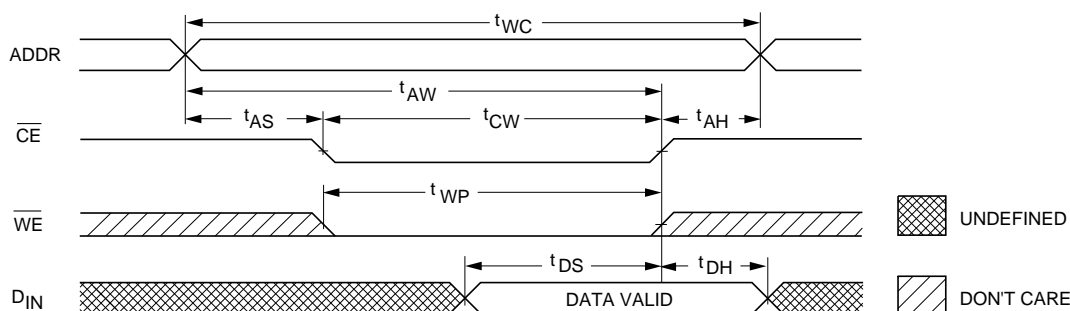 tWC
ADDR
tAW
tAS tCW tAH
CE
tWP
WE
UNDEFINED
tDS tDH
DIN DATA VALID
DON'T CARE